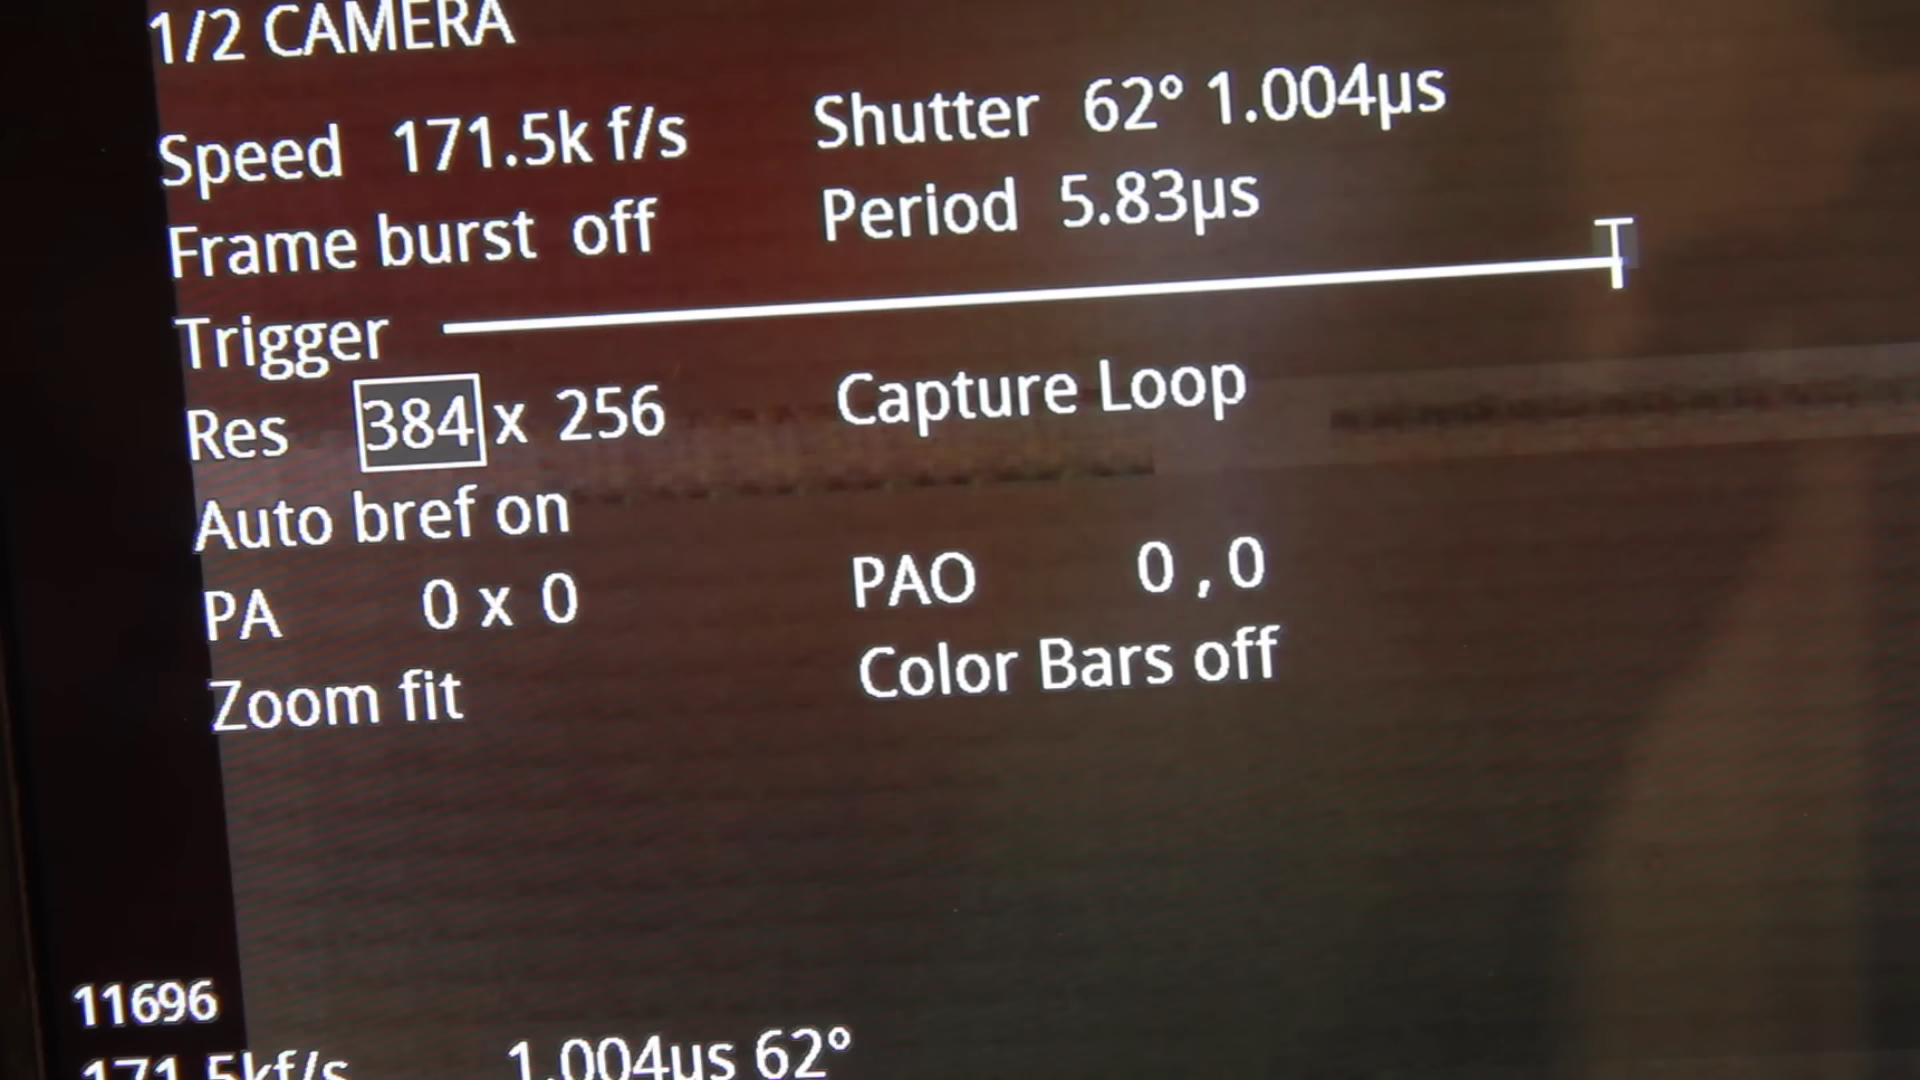 1/2 CAMERA
Speed 171.5k f/s Shutter 62° 1.004µs
Frame burst off Period 5.83µs
Trigger T
Res 384 x 256 Capture Loop
Auto bref on
PA 0 x 0 PAO 0 , 0
Zoom fit Color Bars off
11696
171.5kf/s 1.004µs 62°